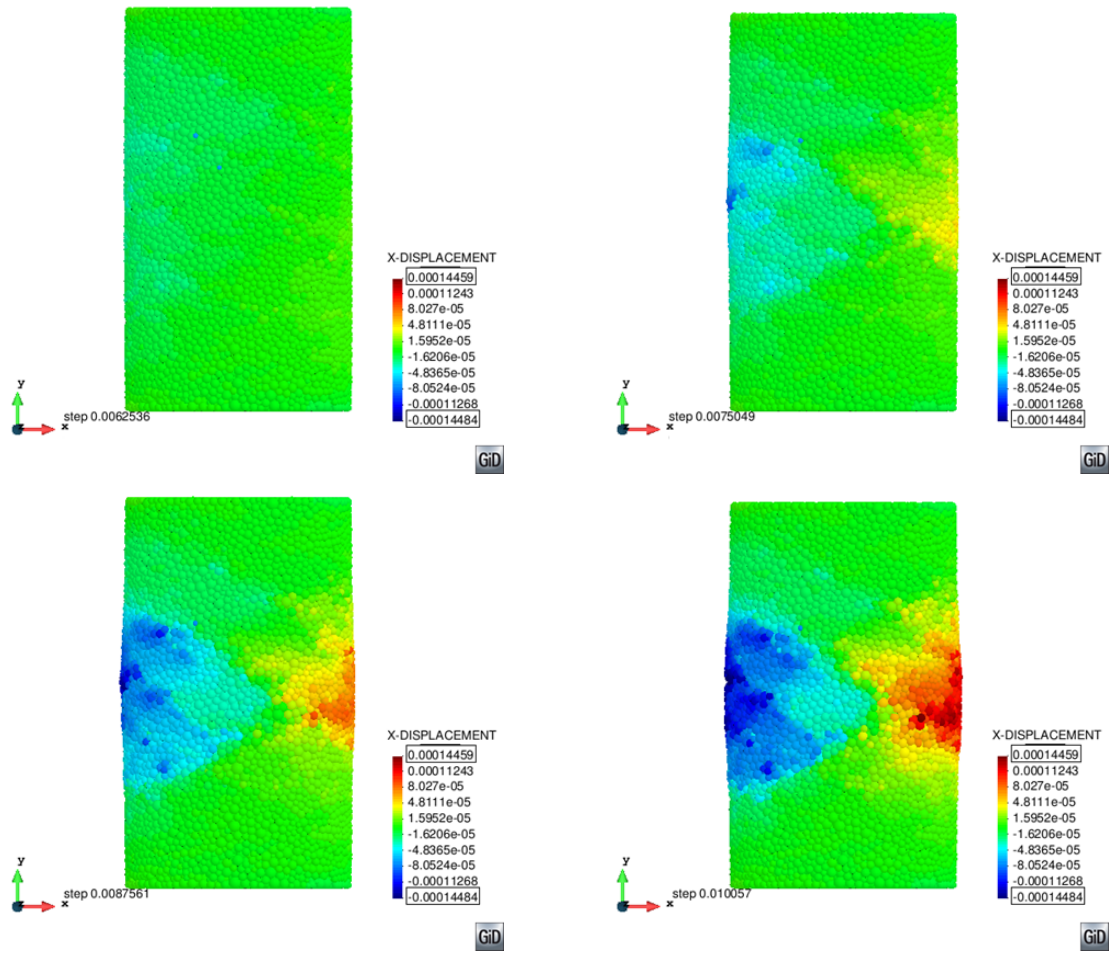 X-DISPLACEMENT
0.00014459
0.00011243
8.027e-05
4.8111e-05
1.5952e-05
-1.6206e-05
-4.8365e-05
-8.0524e-05
-0.00011268
-0.00014484
y
z
x
step 0.0062536
GiD
X-DISPLACEMENT
0.00014459
0.00011243
8.027e-05
4.8111e-05
1.5952e-05
-1.6206e-05
-4.8365e-05
-8.0524e-05
-0.00011268
-0.00014484
y
z
x
step 0.0075049
GiD
X-DISPLACEMENT
0.00014459
0.00011243
8.027e-05
4.8111e-05
1.5952e-05
-1.6206e-05
-4.8365e-05
-8.0524e-05
-0.00011268
-0.00014484
y
z
x
step 0.0087561
GiD
X-DISPLACEMENT
0.00014459
0.00011243
8.027e-05
4.8111e-05
1.5952e-05
-1.6206e-05
-4.8365e-05
-8.0524e-05
-0.00011268
-0.00014484
y
z
x
step 0.010057
GiD